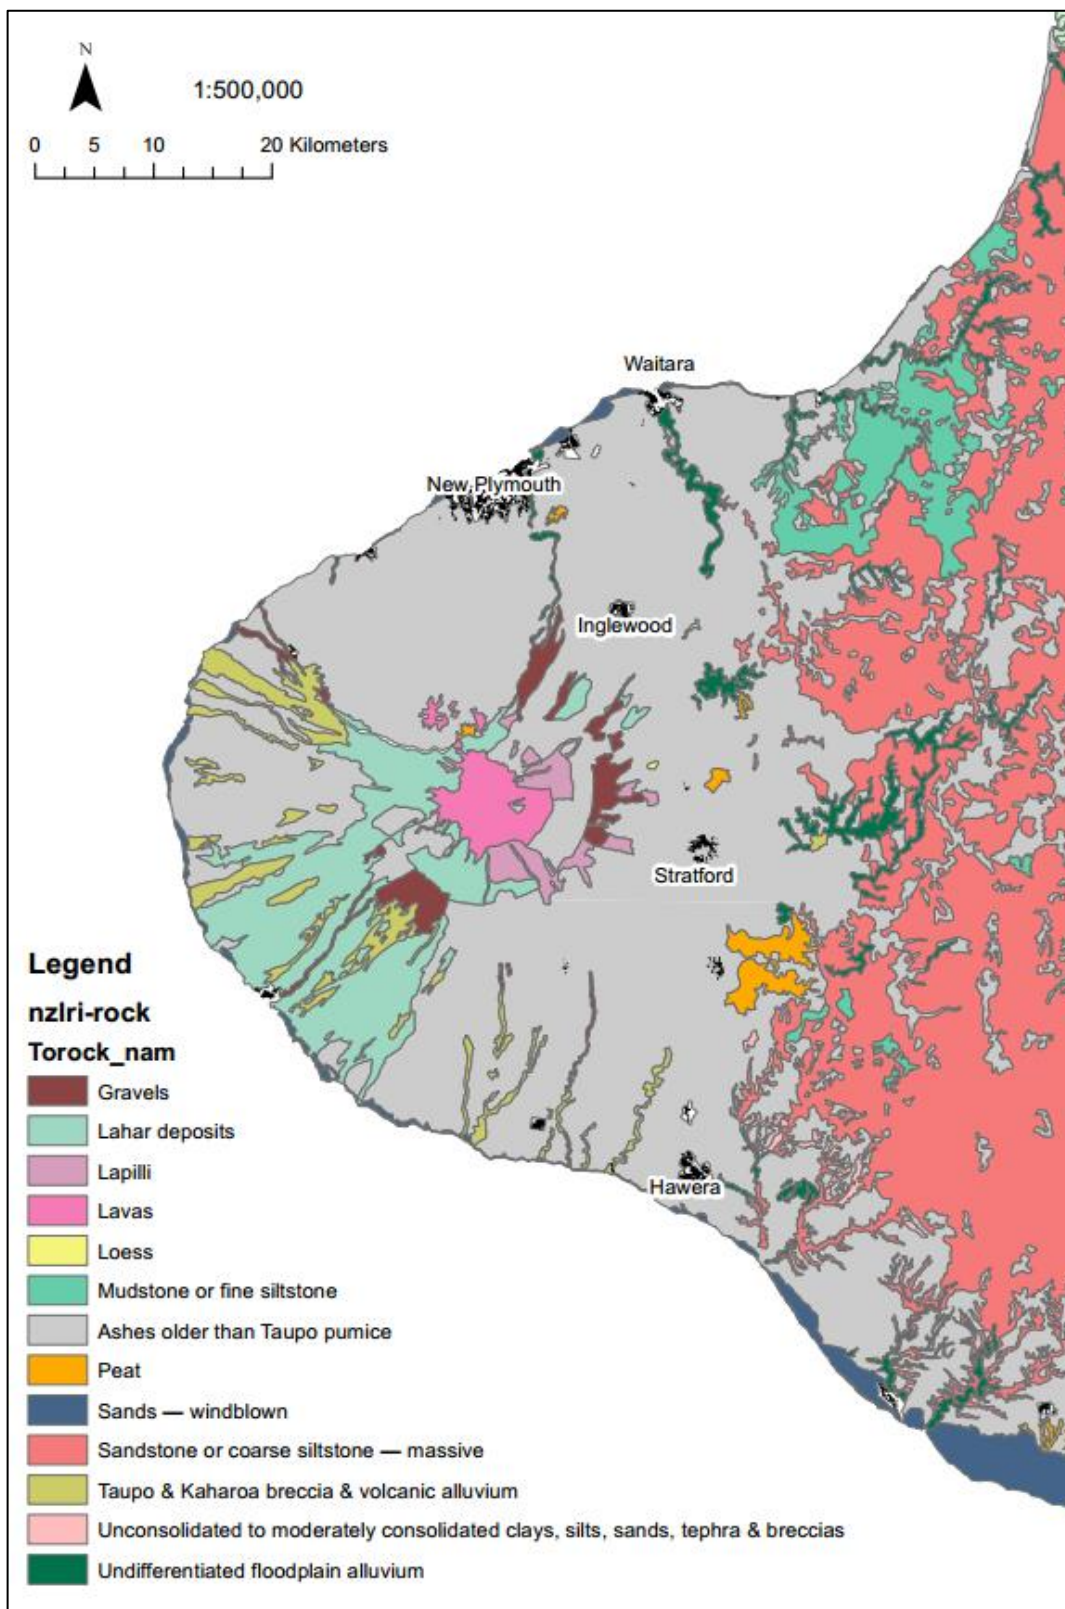 N
1:500,000
0 5 10 20 Kilometers
Waitara
New Plymouth
Inglewood
Stratford
Hawera
Legend
nzlri-rock
Torock_nam
Gravels
Lahar deposits
Lapilli
Lavas
Loess
Mudstone or fine siltstone
Ashes older than Taupo pumice
Peat
Sands — windblown
Sandstone or coarse siltstone — massive
Taupo & Kaharoa breccia & volcanic alluvium
Unconsolidated to moderately consolidated clays, silts, sands, tephra & breccias
Undifferentiated floodplain alluvium